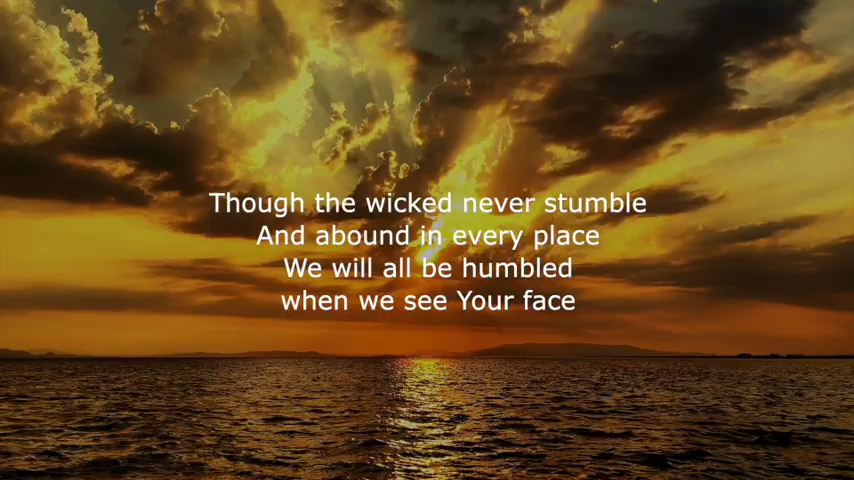 Though the wicked never stumble
And abound in every place
We will all be humbled
when we see Your face